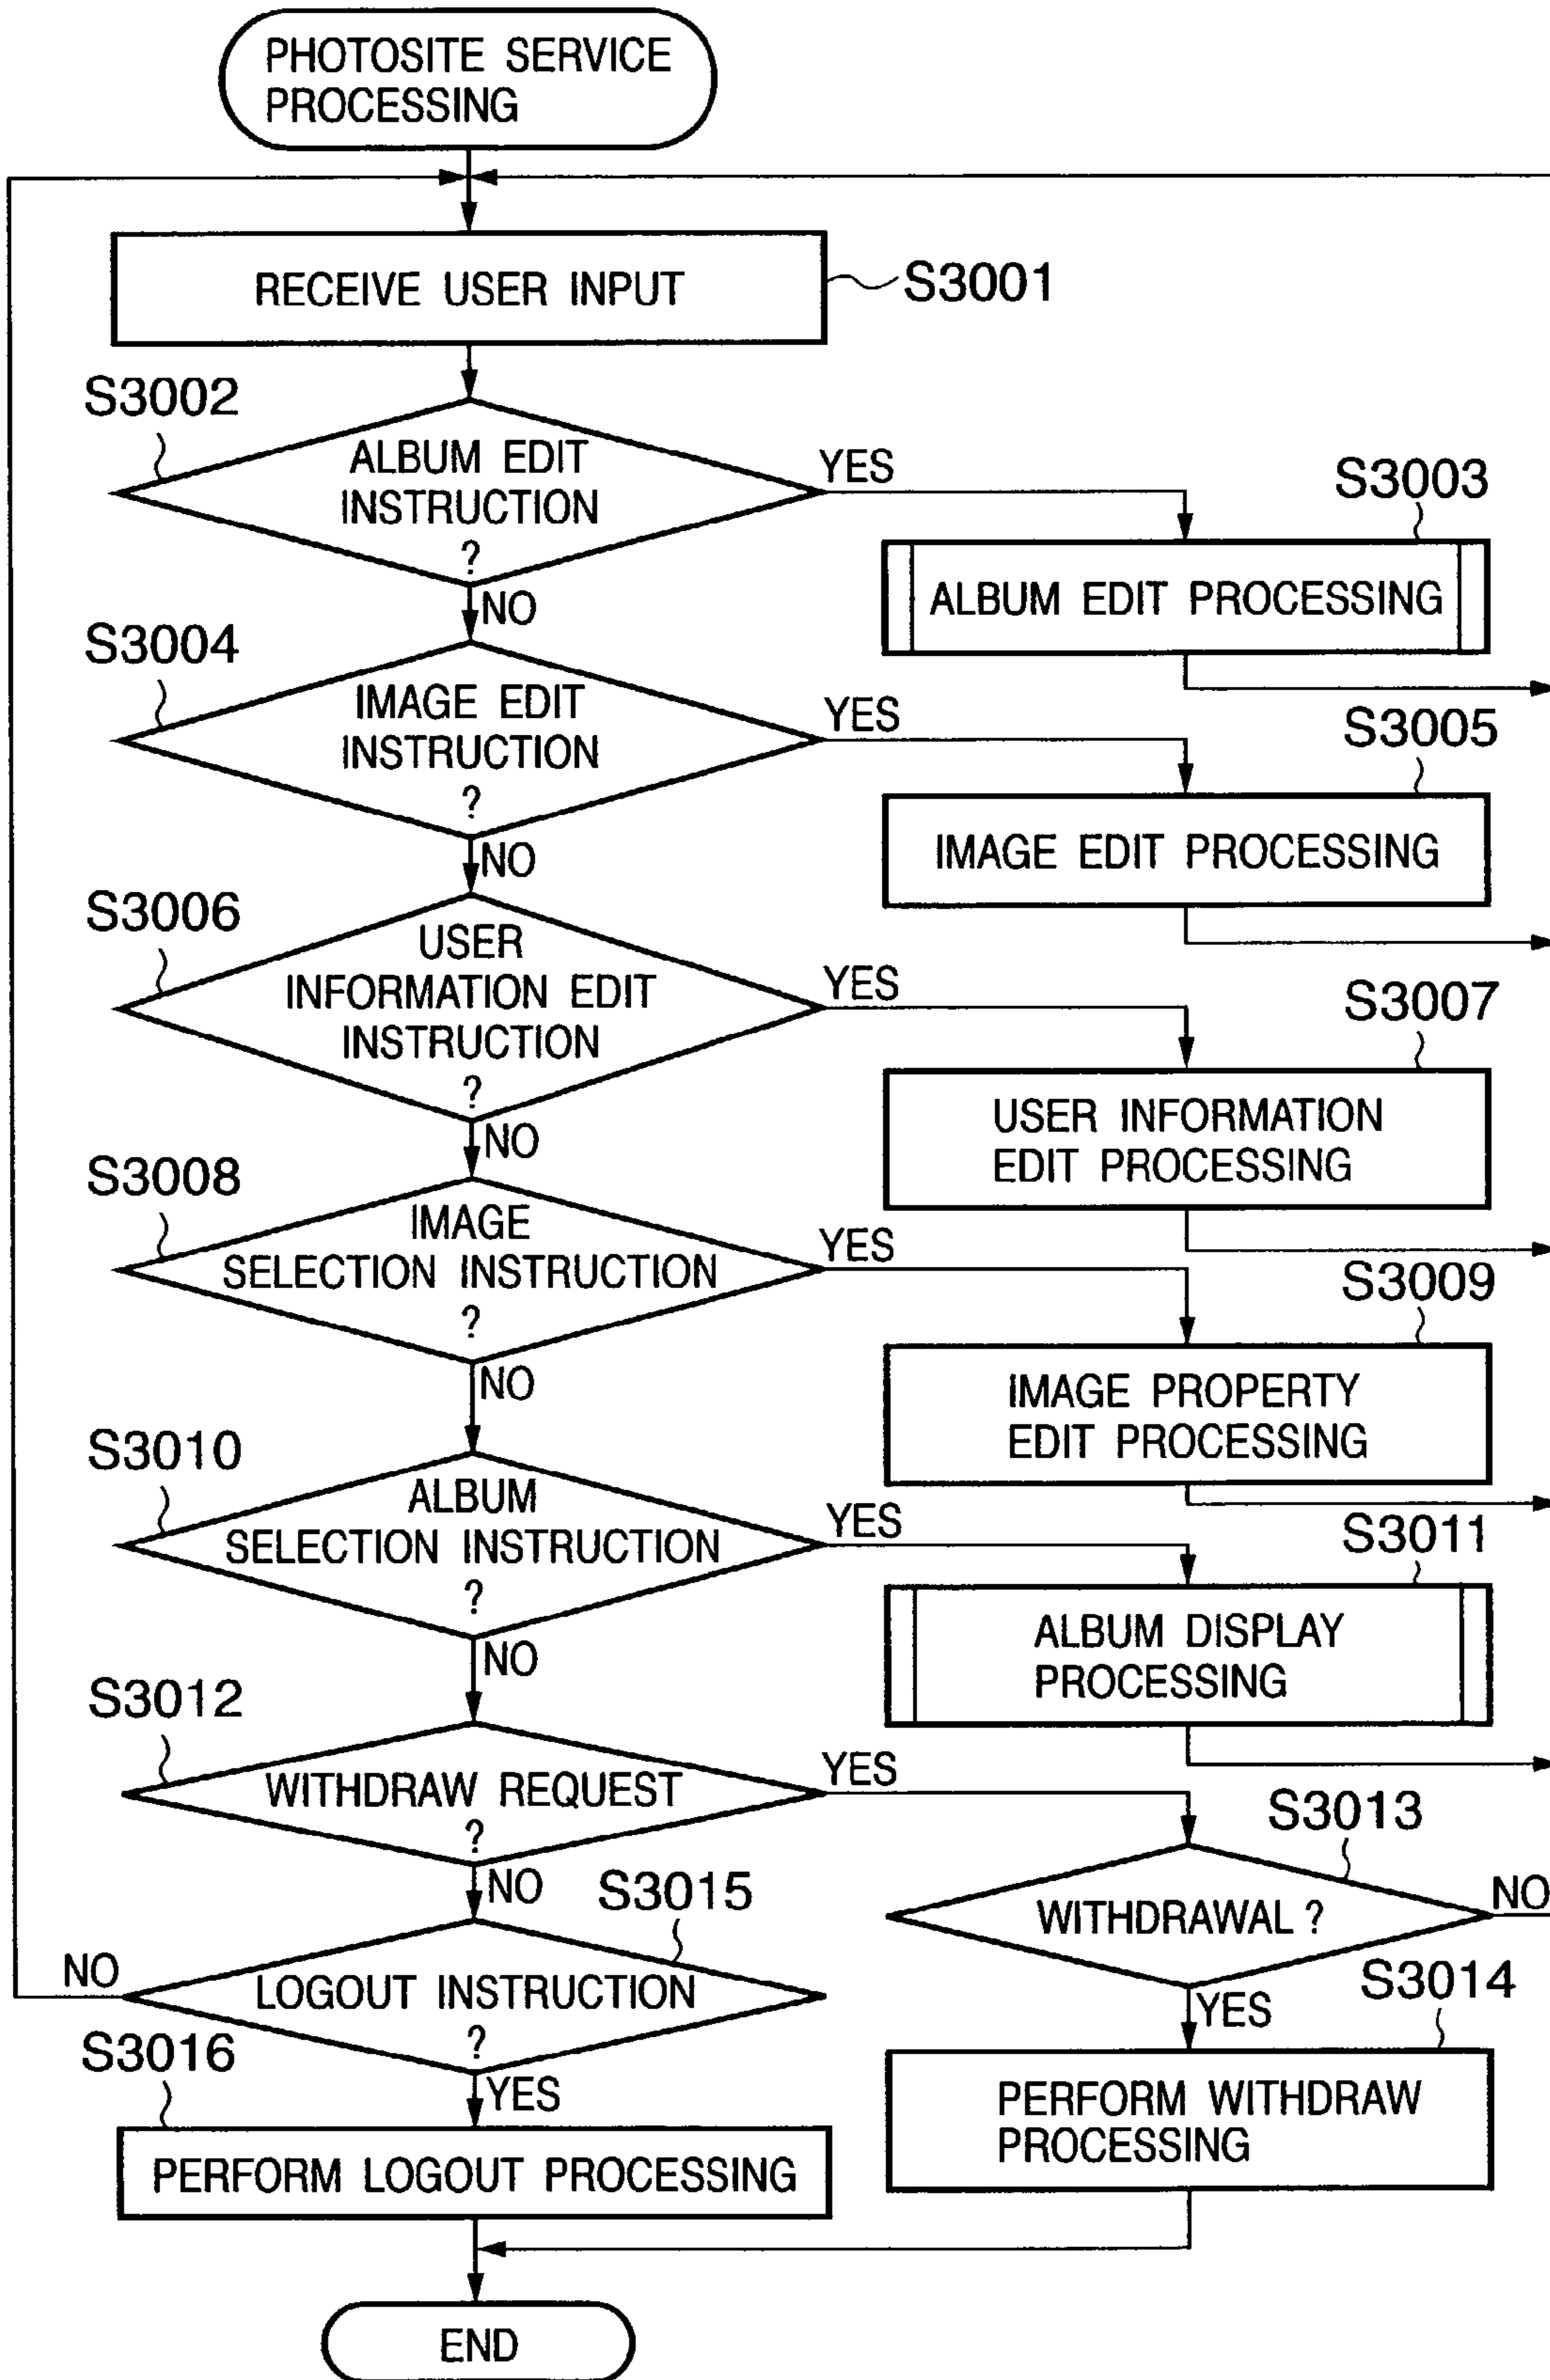 PHOTOSITE SERVICE
PROCESSING
RECEIVE USER INPUT
S3001
S3002
ALBUM EDIT
INSTRUCTION
?
YES
NO
S3003
ALBUM EDIT PROCESSING
S3004
IMAGE EDIT
INSTRUCTION
?
YES
NO
S3005
IMAGE EDIT PROCESSING
S3006
USER
INFORMATION EDIT
INSTRUCTION
?
YES
NO
S3007
USER INFORMATION
EDIT PROCESSING
S3008
IMAGE
SELECTION INSTRUCTION
?
YES
NO
S3009
IMAGE PROPERTY
EDIT PROCESSING
S3010
ALBUM
SELECTION INSTRUCTION
?
YES
NO
S3011
ALBUM DISPLAY
PROCESSING
S3012
WITHDRAW REQUEST
?
YES
NO
S3013
WITHDRAWAL ?
NO
YES
S3014
PERFORM WITHDRAW
PROCESSING
S3015
LOGOUT INSTRUCTION
?
NO
YES
S3016
PERFORM LOGOUT PROCESSING
END